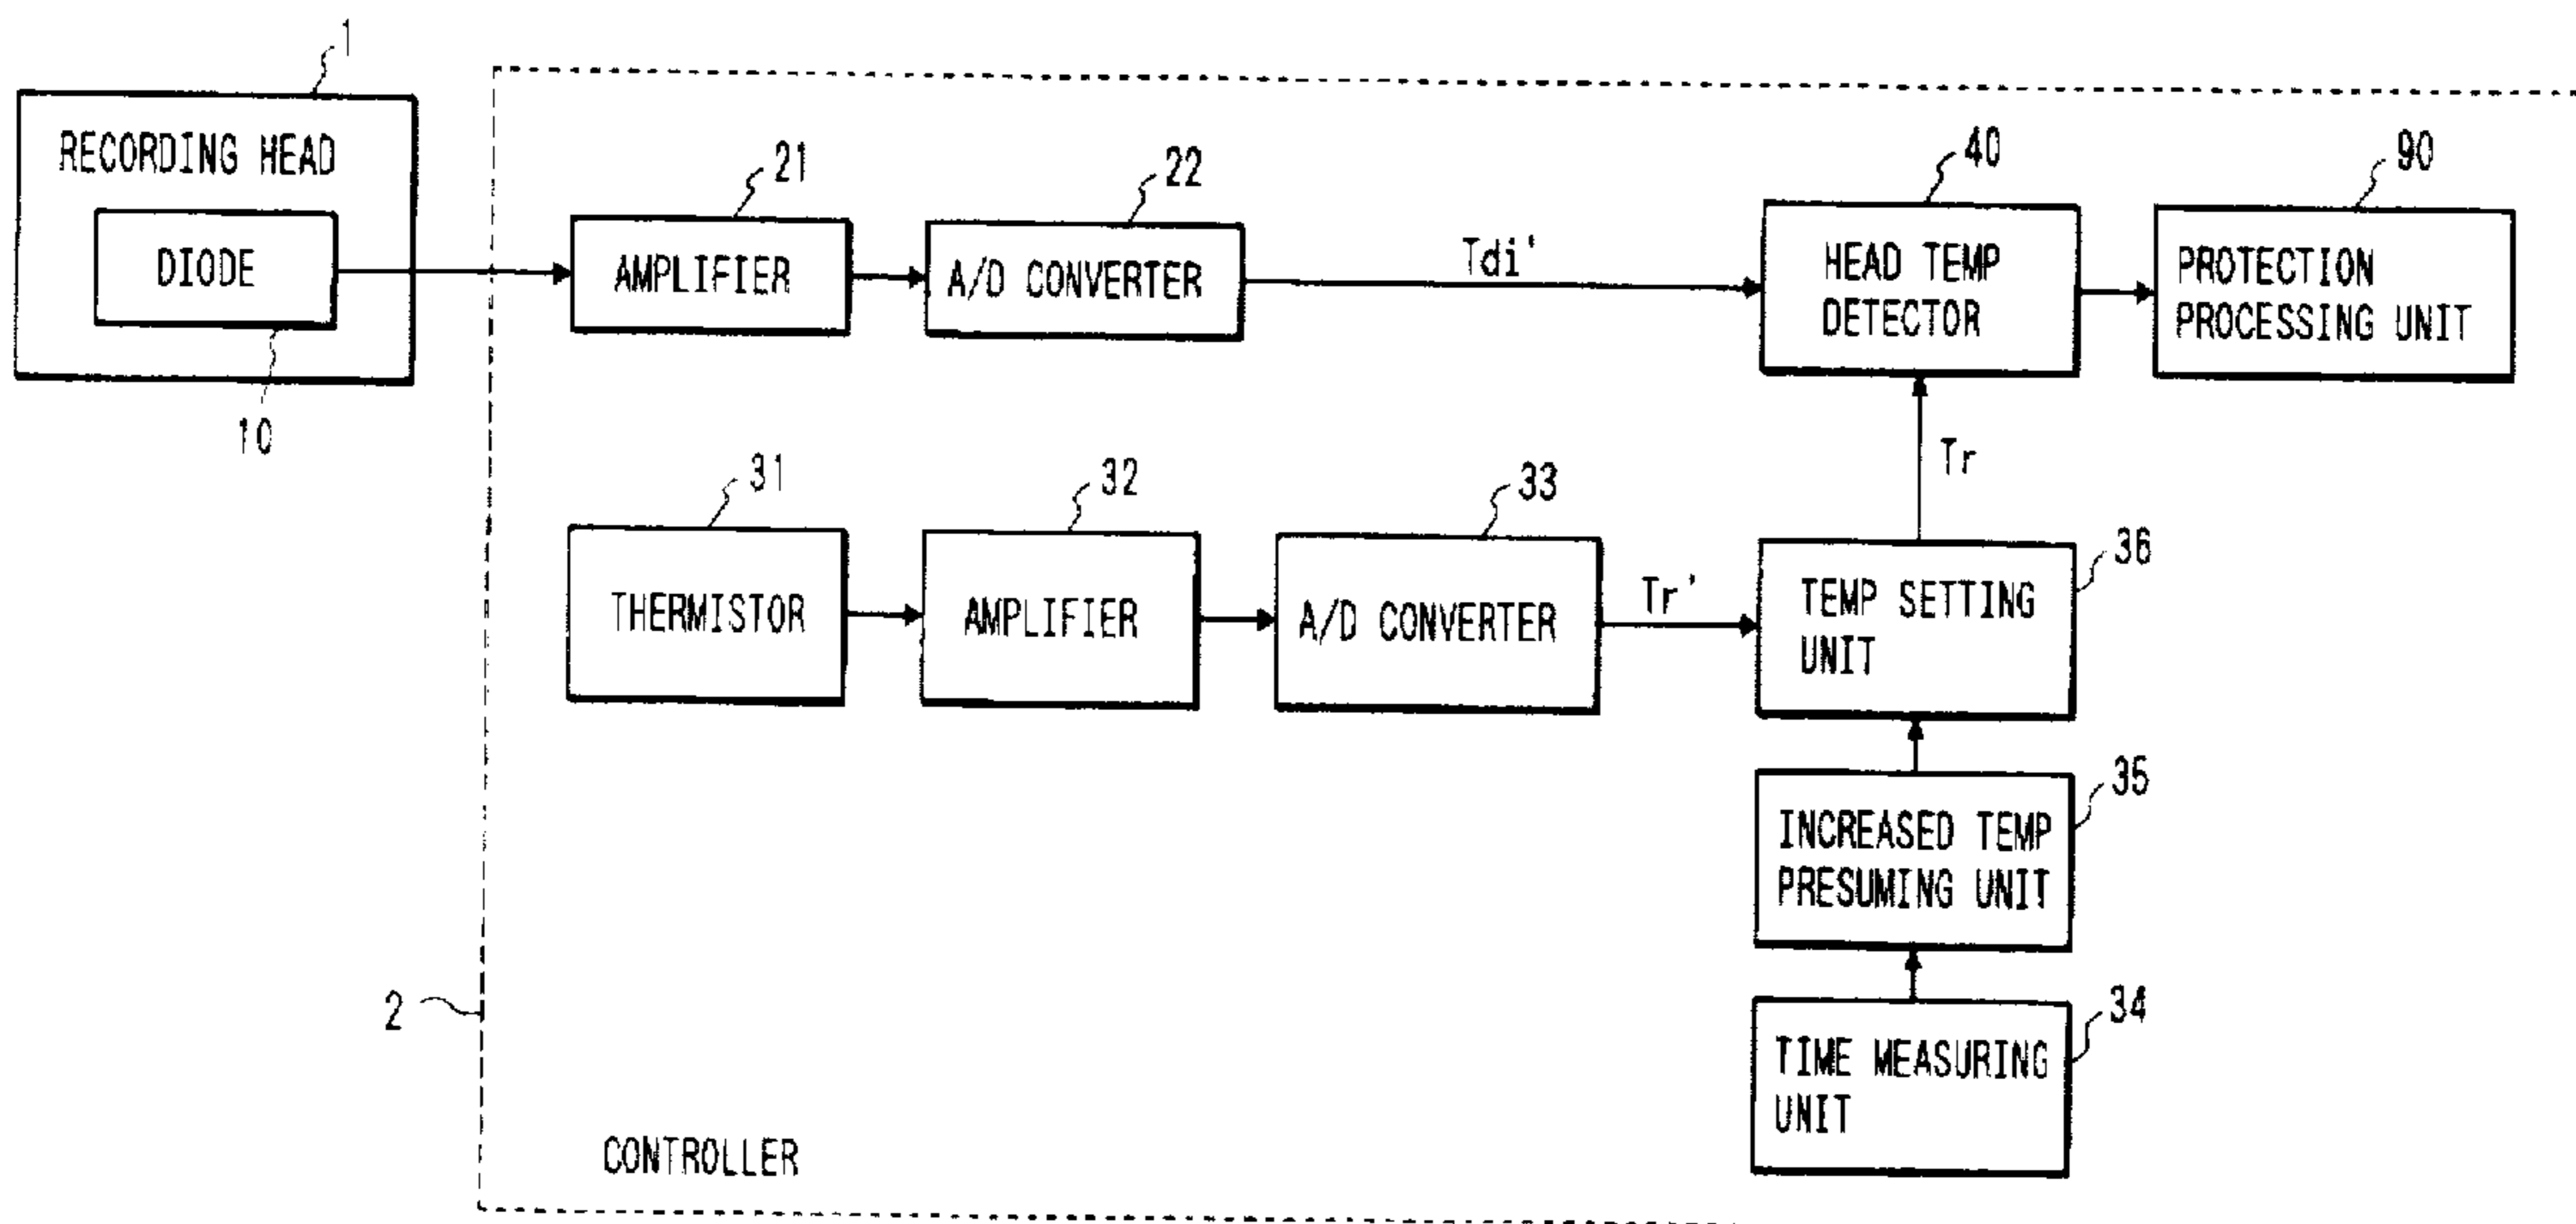 1
RECORDING HEAD
DIODE
10
21
AMPLIFIER
22
A/D CONVERTER
Tdi'
40
HEAD TEMP
DETECTOR
90
PROTECTION
PROCESSING UNIT
Tr
31
THERMISTOR
32
AMPLIFIER
33
A/D CONVERTER
Tr'
36
TEMP SETTING
UNIT
35
INCREASED TEMP
PRESUMING UNIT
34
TIME MEASURING
UNIT
2
CONTROLLER